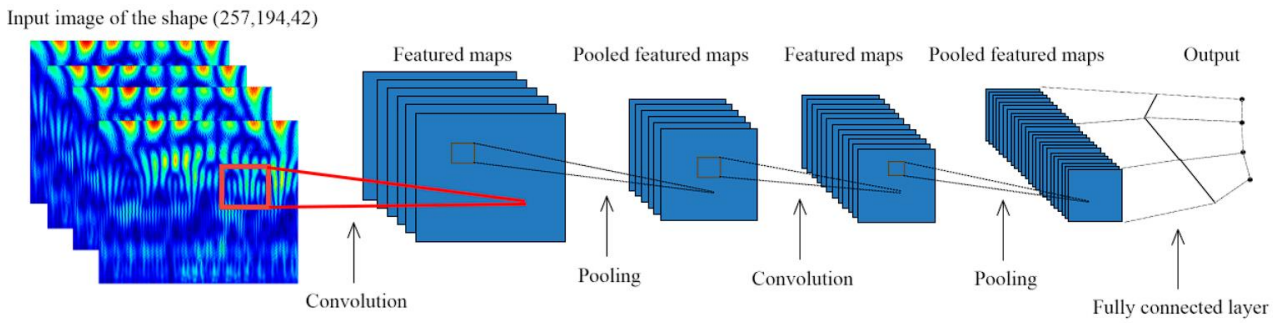 Input image of the shape (257,194,42)
Featured maps
Pooled featured maps
Featured maps
Pooled featured maps
Output
Convolution
Pooling
Convolution
Pooling
Fully connected layer